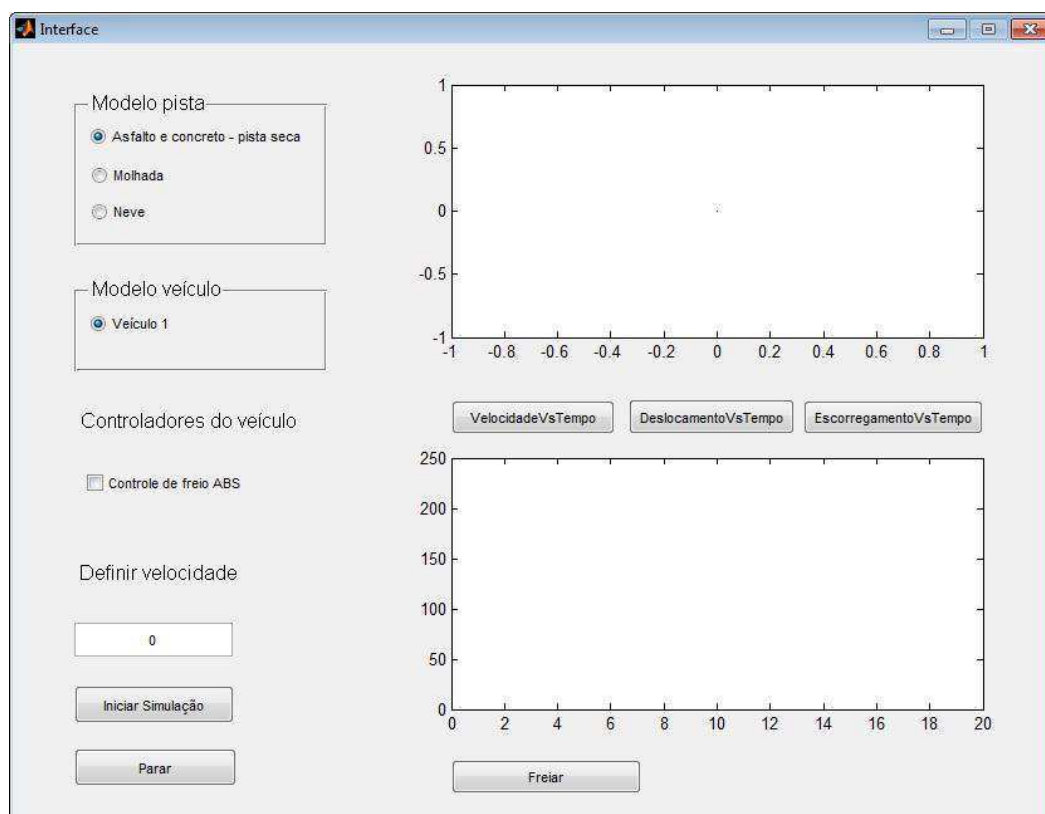 Interface
Modelo pista
Asfalto e concreto - pista seca
Molhada
Neve
Modelo veículo
Veículo 1
Controladores do veículo
Controle de freio ABS
Definir velocidade
0
Iniciar Simulação
Parar
1
0.5
0
-0.5
-1
-1 -0.8 -0.6 -0.4 -0.2 0 0.2 0.4 0.6 0.8 1
VelocidadeVsTempo DeslocamentoVsTempo EscorregamentoVsTempo
250
200
150
100
50
0
0 2 4 6 8 10 12 14 16 18 20
Freiar